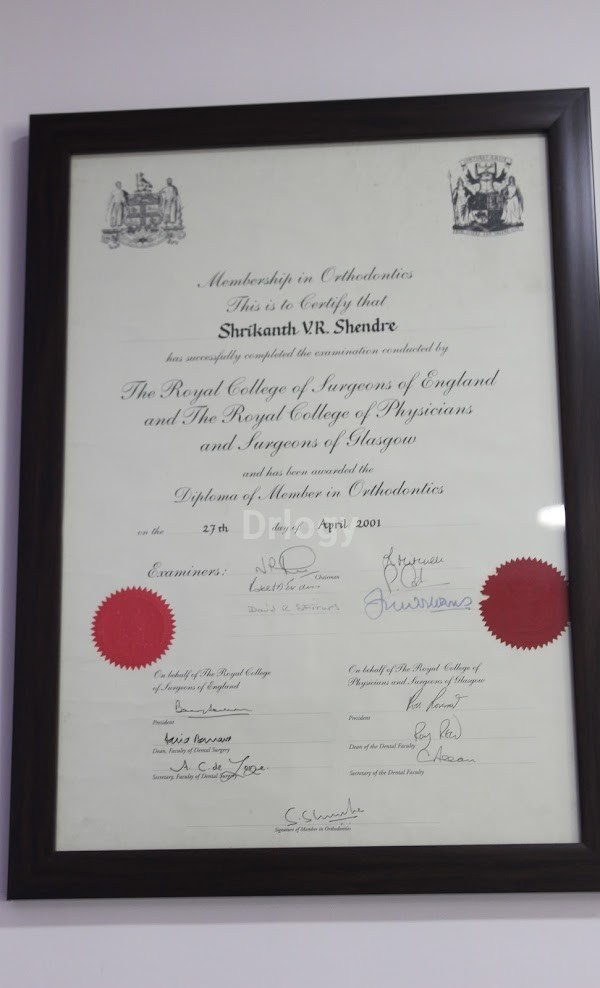 Membership in Orthodontics
This is to Certify that
Shrikanth V.R. Shendre
has successfully completed the examination conducted by
The Royal College of Surgeons of England
and The Royal College of Physicians
and Surgeons of Glasgow
and has been awarded the
Diploma of Member in Orthodontics
on the 27th day of April 2001
Drlogy
Examiners:
Chairman
On behalf of The Royal College
of Surgeons of England
President
Dean, Faculty of Dental Surgery
Secretary, Faculty of Dental Surgery
On behalf of The Royal College of
Physicians and Surgeons of Glasgow
President
Dean of the Dental Faculty
Secretary of the Dental Faculty
S. Shendre
Signature of Member in Orthodontics